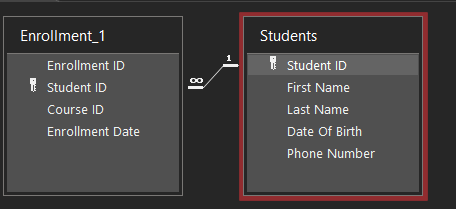 Enrollment_1
Enrollment ID
Student ID
Course ID
Enrollment Date
∞
1
Students
Student ID
First Name
Last Name
Date Of Birth
Phone Number